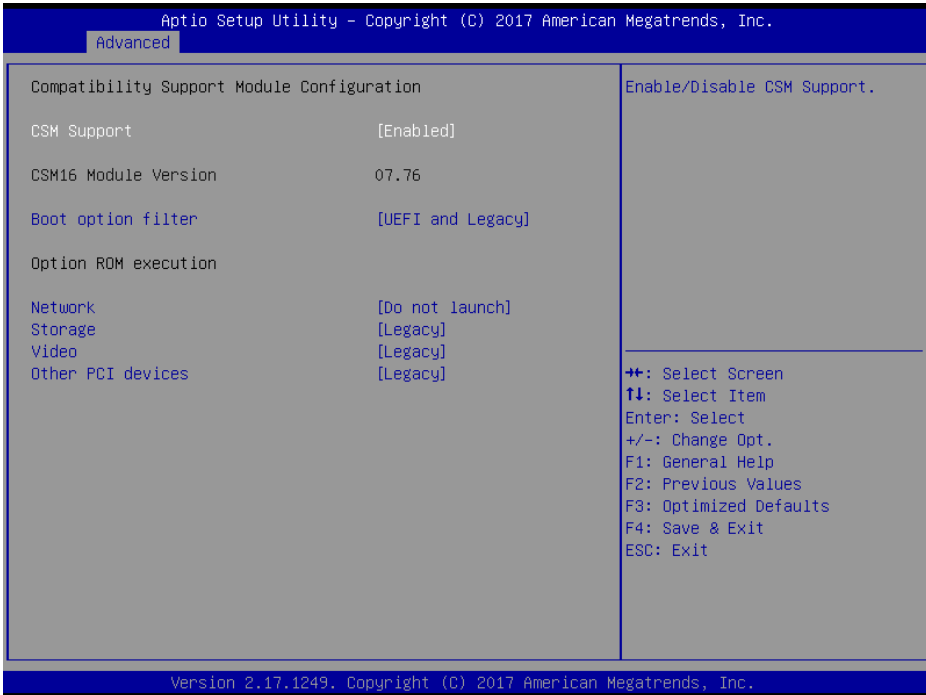 Aptio Setup Utility – Copyright (C) 2017 American Megatrends, Inc.
Advanced
Compatibility Support Module Configuration
CSM Support [Enabled]
CSM16 Module Version 07.76
Boot option filter [UEFI and Legacy]
Option ROM execution
Network [Do not launch]
Storage [Legacy]
Video [Legacy]
Other PCI devices [Legacy]
Enable/Disable CSM Support.
→←: Select Screen
↑↓: Select Item
Enter: Select
+/-: Change Opt.
F1: General Help
F2: Previous Values
F3: Optimized Defaults
F4: Save & Exit
ESC: Exit
Version 2.17.1249. Copyright (C) 2017 American Megatrends, Inc.